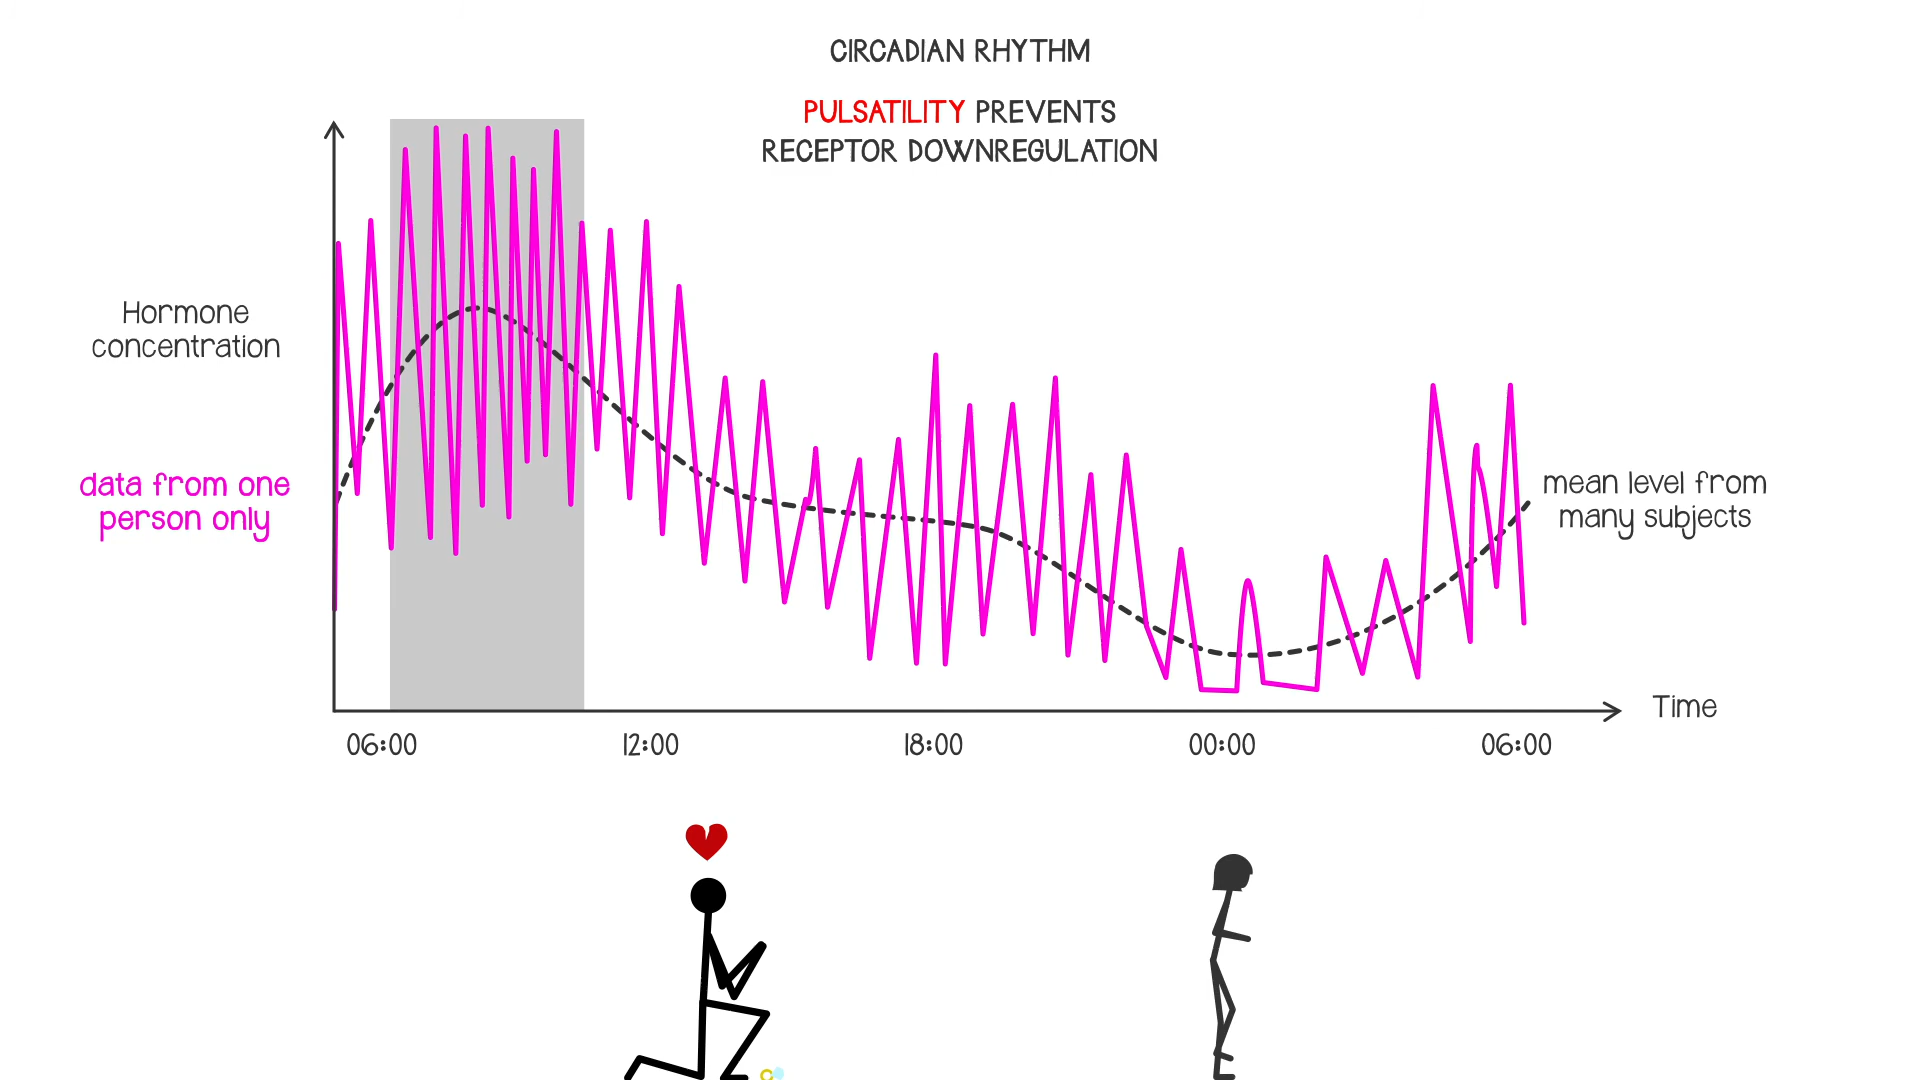 CIRCADIAN RHYTHM
PULSATILITY PREVENTS
RECEPTOR DOWNREGULATION
Hormone
concentration
data from one
person only
mean level from
many subjects
Time
06:00 12:00 18:00 00:00 06:00